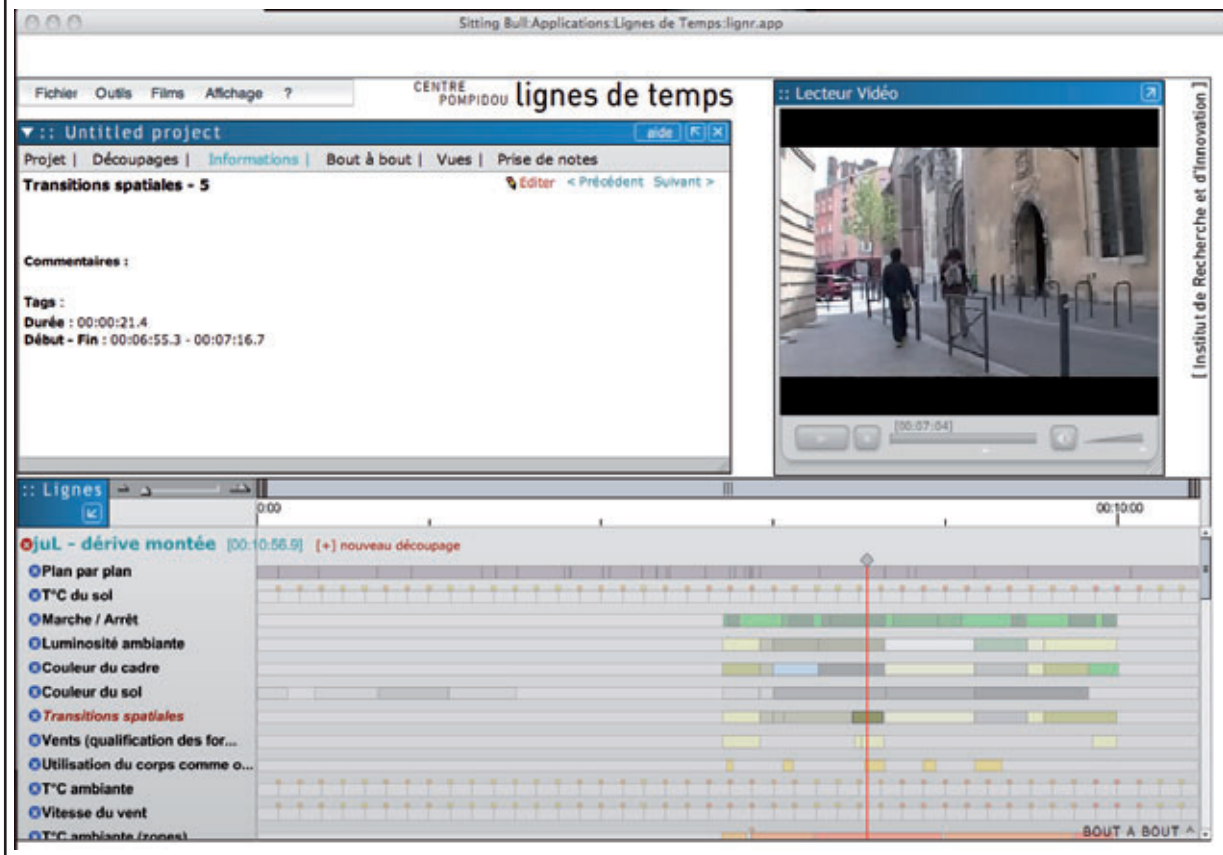 Sitting Bull:Applications:Lignes de Temps:lignr.app
Fichier Outils Films Affichage ?
CENTRE POMPIDOU lignes de temps
:: Untitled project aide
Projet | Découpages | Informations | Bout à bout | Vues | Prise de notes
Transitions spatiales - 5 Editer < Précédent Suivant >
Commentaires :
Tags :
Durée : 00:00:21.4
Début - Fin : 00:06:55.3 - 00:07:16.7
:: Lecteur Vidéo
[00:07:04]
[ Institut de Recherche et d'Innovation ]
:: Lignes
0:00 00:10:00
juL - dérive montée [00:10:56.9] [+] nouveau découpage
Plan par plan
T°C du sol
Marche / Arrêt
Luminosité ambiante
Couleur du cadre
Couleur du sol
Transitions spatiales
Vents (qualification des for...
Utilisation du corps comme o...
T°C ambiante
Vitesse du vent
T°C ambiante (zones)
BOUT A BOUT ^